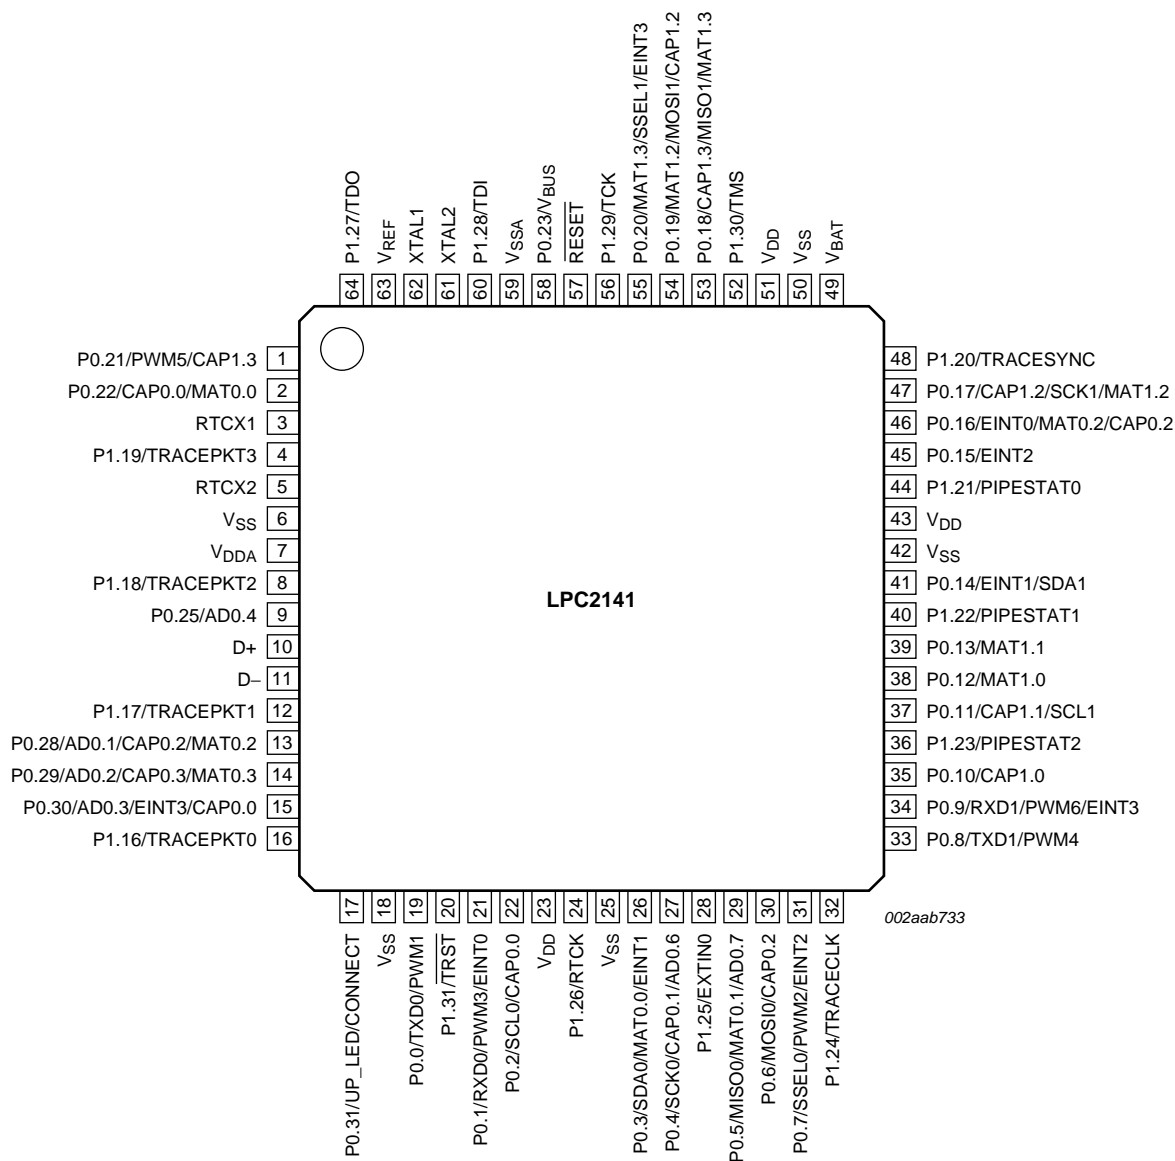 P1.27/TDO
VREF
XTAL1
XTAL2
P1.28/TDI
VSSA
P0.23/VBUS
RESET
P1.29/TCK
P0.20/MAT1.3/SSEL1/EINT3
P0.19/MAT1.2/MOSI1/CAP1.2
P0.18/CAP1.3/MISO1/MAT1.3
P1.30/TMS
VDD
VSS
VBAT
64 63 62 61 60 59 58 57 56 55 54 53 52 51 50 49
P0.21/PWM5/CAP1.3 1
P0.22/CAP0.0/MAT0.0 2
RTCX1 3
P1.19/TRACEPKT3 4
RTCX2 5
VSS 6
VDDA 7
P1.18/TRACEPKT2 8
P0.25/AD0.4 9
D+ 10
D− 11
P1.17/TRACEPKT1 12
P0.28/AD0.1/CAP0.2/MAT0.2 13
P0.29/AD0.2/CAP0.3/MAT0.3 14
P0.30/AD0.3/EINT3/CAP0.0 15
P1.16/TRACEPKT0 16
LPC2141
48 P1.20/TRACESYNC
47 P0.17/CAP1.2/SCK1/MAT1.2
46 P0.16/EINT0/MAT0.2/CAP0.2
45 P0.15/EINT2
44 P1.21/PIPESTAT0
43 VDD
42 VSS
41 P0.14/EINT1/SDA1
40 P1.22/PIPESTAT1
39 P0.13/MAT1.1
38 P0.12/MAT1.0
37 P0.11/CAP1.1/SCL1
36 P1.23/PIPESTAT2
35 P0.10/CAP1.0
34 P0.9/RXD1/PWM6/EINT3
33 P0.8/TXD1/PWM4
17 18 19 20 21 22 23 24 25 26 27 28 29 30 31 32
P0.31/UP_LED/CONNECT
VSS
P0.0/TXD0/PWM1
P1.31/TRST
P0.1/RXD0/PWM3/EINT0
P0.2/SCL0/CAP0.0
VDD
P1.26/RTCK
VSS
P0.3/SDA0/MAT0.0/EINT1
P0.4/SCK0/CAP0.1/AD0.6
P1.25/EXTIN0
P0.5/MISO0/MAT0.1/AD0.7
P0.6/MOSI0/CAP0.2
P0.7/SSEL0/PWM2/EINT2
P1.24/TRACECLK
002aab733